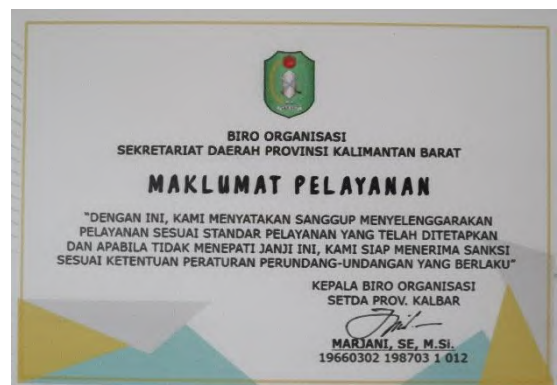 BIRO ORGANISASI
SEKRETARIAT DAERAH PROVINSI KALIMANTAN BARAT
MAKLUMAT PELAYANAN
"DENGAN INI, KAMI MENYATAKAN SANGGUP MENYELENGGARAKAN
PELAYANAN SESUAI STANDAR PELAYANAN YANG TELAH DITETAPKAN
DAN APABILA TIDAK MENEPATI JANJI INI, KAMI SIAP MENERIMA SANKSI
SESUAI KETENTUAN PERATURAN PERUNDANG-UNDANGAN YANG BERLAKU"
KEPALA BIRO ORGANISASI
SETDA PROV. KALBAR
MARJANI, SE, M.Si.
19660302 198703 1 012